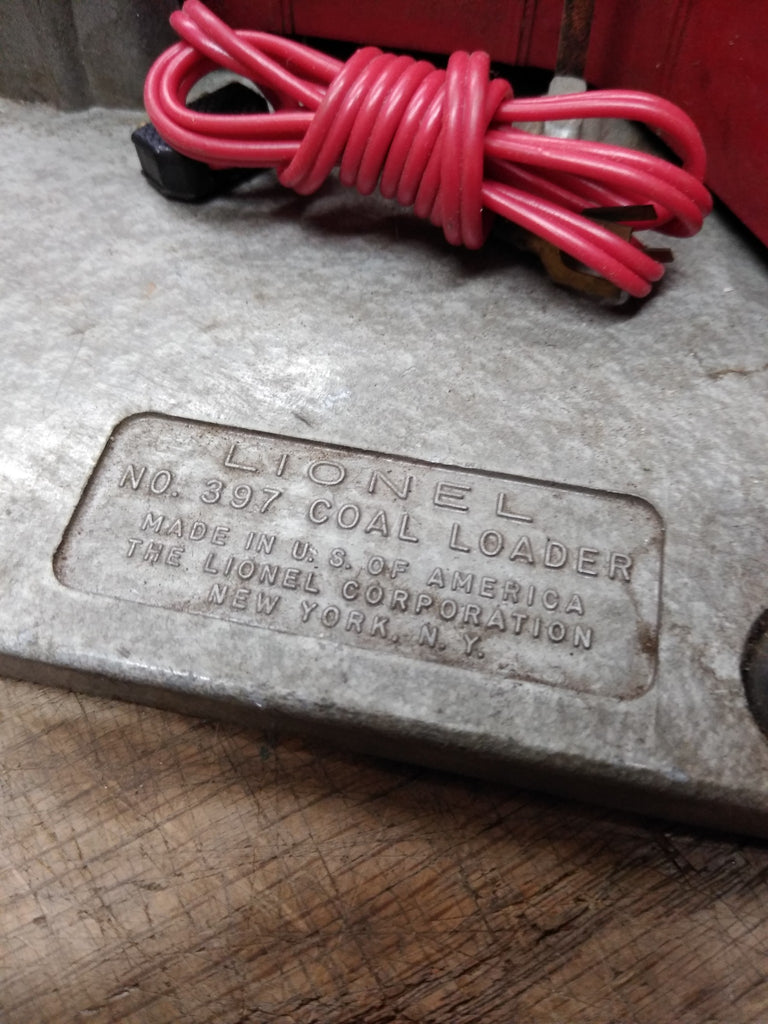 LIONEL
NO. 397 COAL LOADER
MADE IN U. S. OF AMERICA
THE LIONEL CORPORATION
NEW YORK, N. Y.